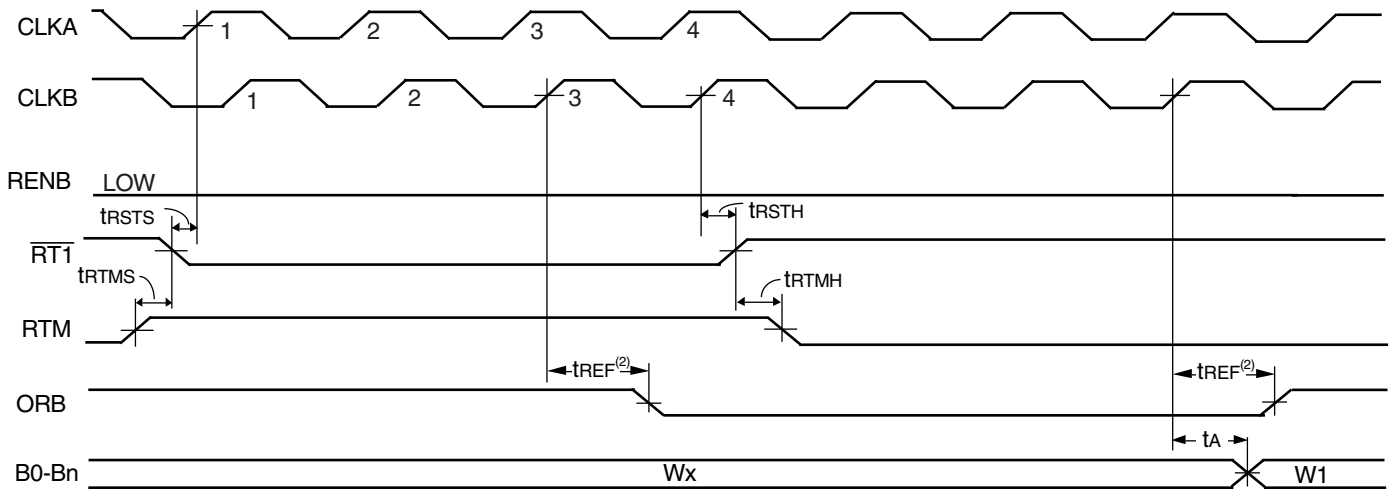 CLKA 1 2 3 4
CLKB 1 2 3 4
RENB LOW
tRSTS tRSTH
RT1
tRTMS tRTMH
RTM
tREF(2) tREF(2)
ORB
tA
B0-Bn Wx W1